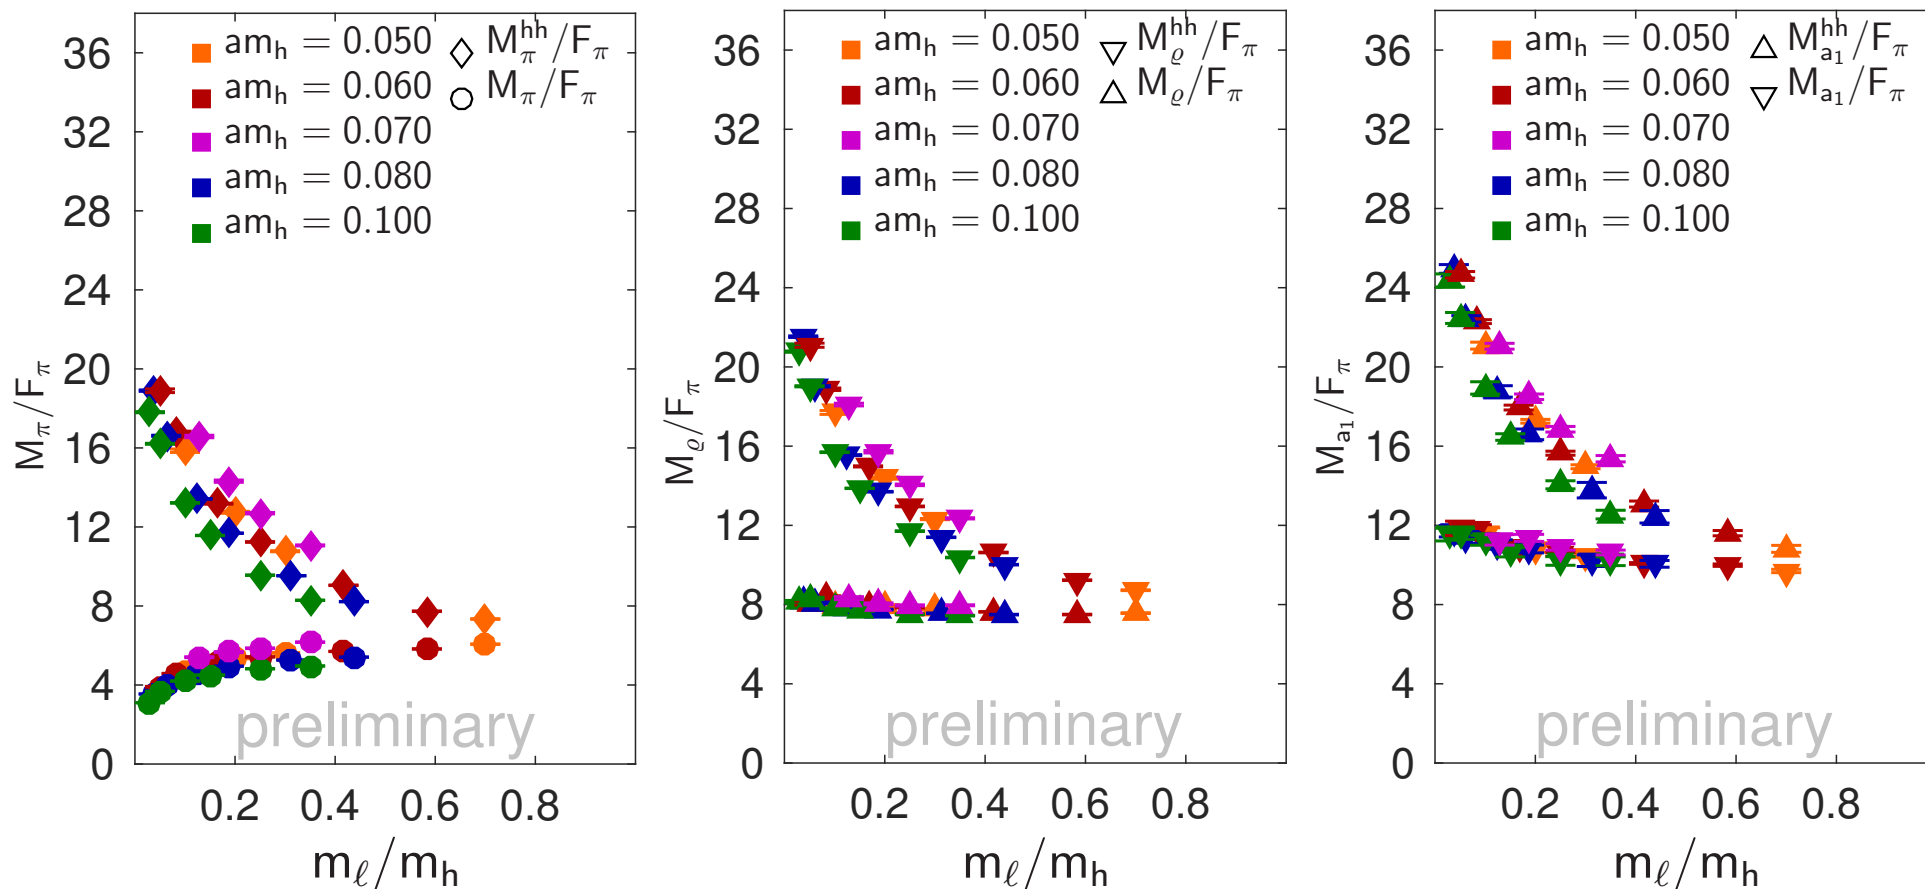 36
32
28
24
20
16
12
8
4
0
0.2
0.4
0.6
0.8
M_π/F_π
m_ℓ/m_h
am_h = 0.050
am_h = 0.060
am_h = 0.070
am_h = 0.080
am_h = 0.100
M_π^hh/F_π
M_π/F_π
preliminary
36
32
28
24
20
16
12
8
4
0
0.2
0.4
0.6
0.8
M_ϱ/F_π
m_ℓ/m_h
am_h = 0.050
am_h = 0.060
am_h = 0.070
am_h = 0.080
am_h = 0.100
M_ϱ^hh/F_π
M_ϱ/F_π
preliminary
36
32
28
24
20
16
12
8
4
0
0.2
0.4
0.6
0.8
M_a₁/F_π
m_ℓ/m_h
am_h = 0.050
am_h = 0.060
am_h = 0.070
am_h = 0.080
am_h = 0.100
M_a₁^hh/F_π
M_a₁/F_π
preliminary